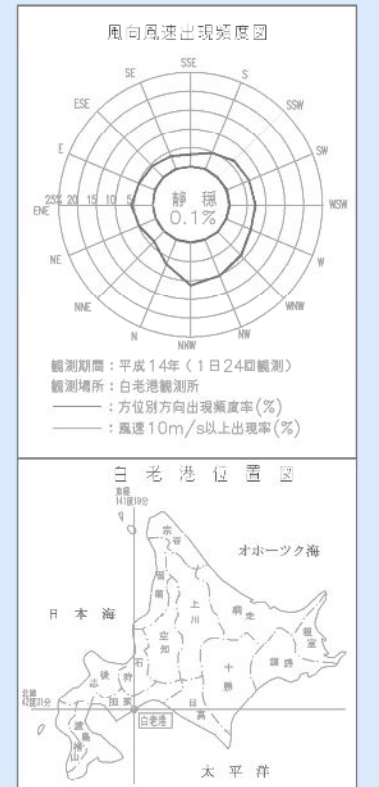 風向風速出現頻度図
SSE
SE
S
ESE
SSW
E
SW
25% 20 15 10 5
ENE
静穏
0.1%
WSW
NE
W
NNE
WNW
N
NW
NNW
観測期間：平成14年（1日24回観測）
観測場所：白老港観測所
：方位別方向出現頻度率(%)
：風速10m/s以上出現率(%)
白老港位置図
東経
141度19分
宗谷
オホーツク海
留萌
上川
網走
日本海
空知
根室
石狩
十勝
釧路
後志
北緯
42度31分
胆振
日高
白老港
渡島
檜山
太平洋